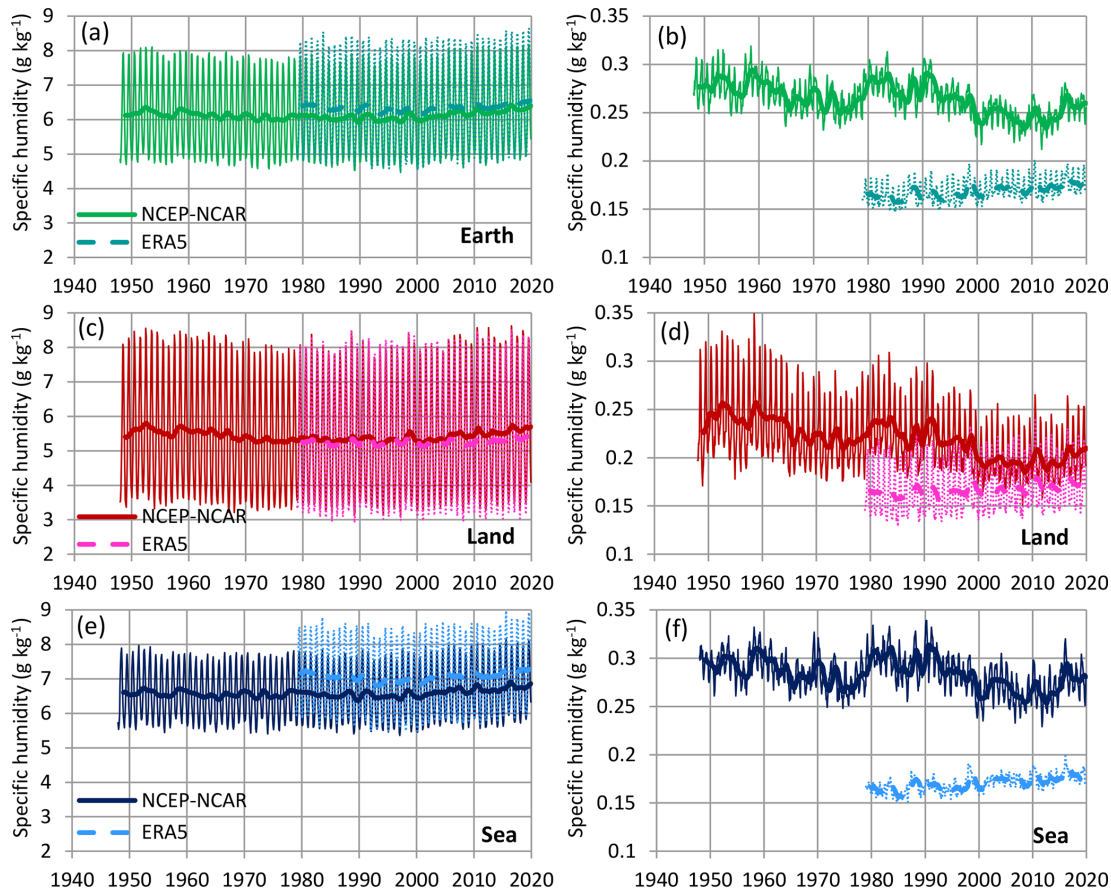 (a)
Specific humidity (g kg⁻¹)
9
8
7
6
5
4
3
2
NCEP-NCAR
ERA5
Earth
1940 1950 1960 1970 1980 1990 2000 2010 2020
(b)
Specific humidity (g kg⁻¹)
0.35
0.3
0.25
0.2
0.15
0.1
1940 1950 1960 1970 1980 1990 2000 2010 2020
(c)
Specific humidity (g kg⁻¹)
9
8
7
6
5
4
3
2
NCEP-NCAR
ERA5
Land
1940 1950 1960 1970 1980 1990 2000 2010 2020
(d)
Specific humidity (g kg⁻¹)
0.35
0.3
0.25
0.2
0.15
0.1
Land
1940 1950 1960 1970 1980 1990 2000 2010 2020
(e)
Specific humidity (g kg⁻¹)
9
8
7
6
5
4
3
2
NCEP-NCAR
ERA5
Sea
1940 1950 1960 1970 1980 1990 2000 2010 2020
(f)
Specific humidity (g kg⁻¹)
0.35
0.3
0.25
0.2
0.15
0.1
Sea
1940 1950 1960 1970 1980 1990 2000 2010 2020